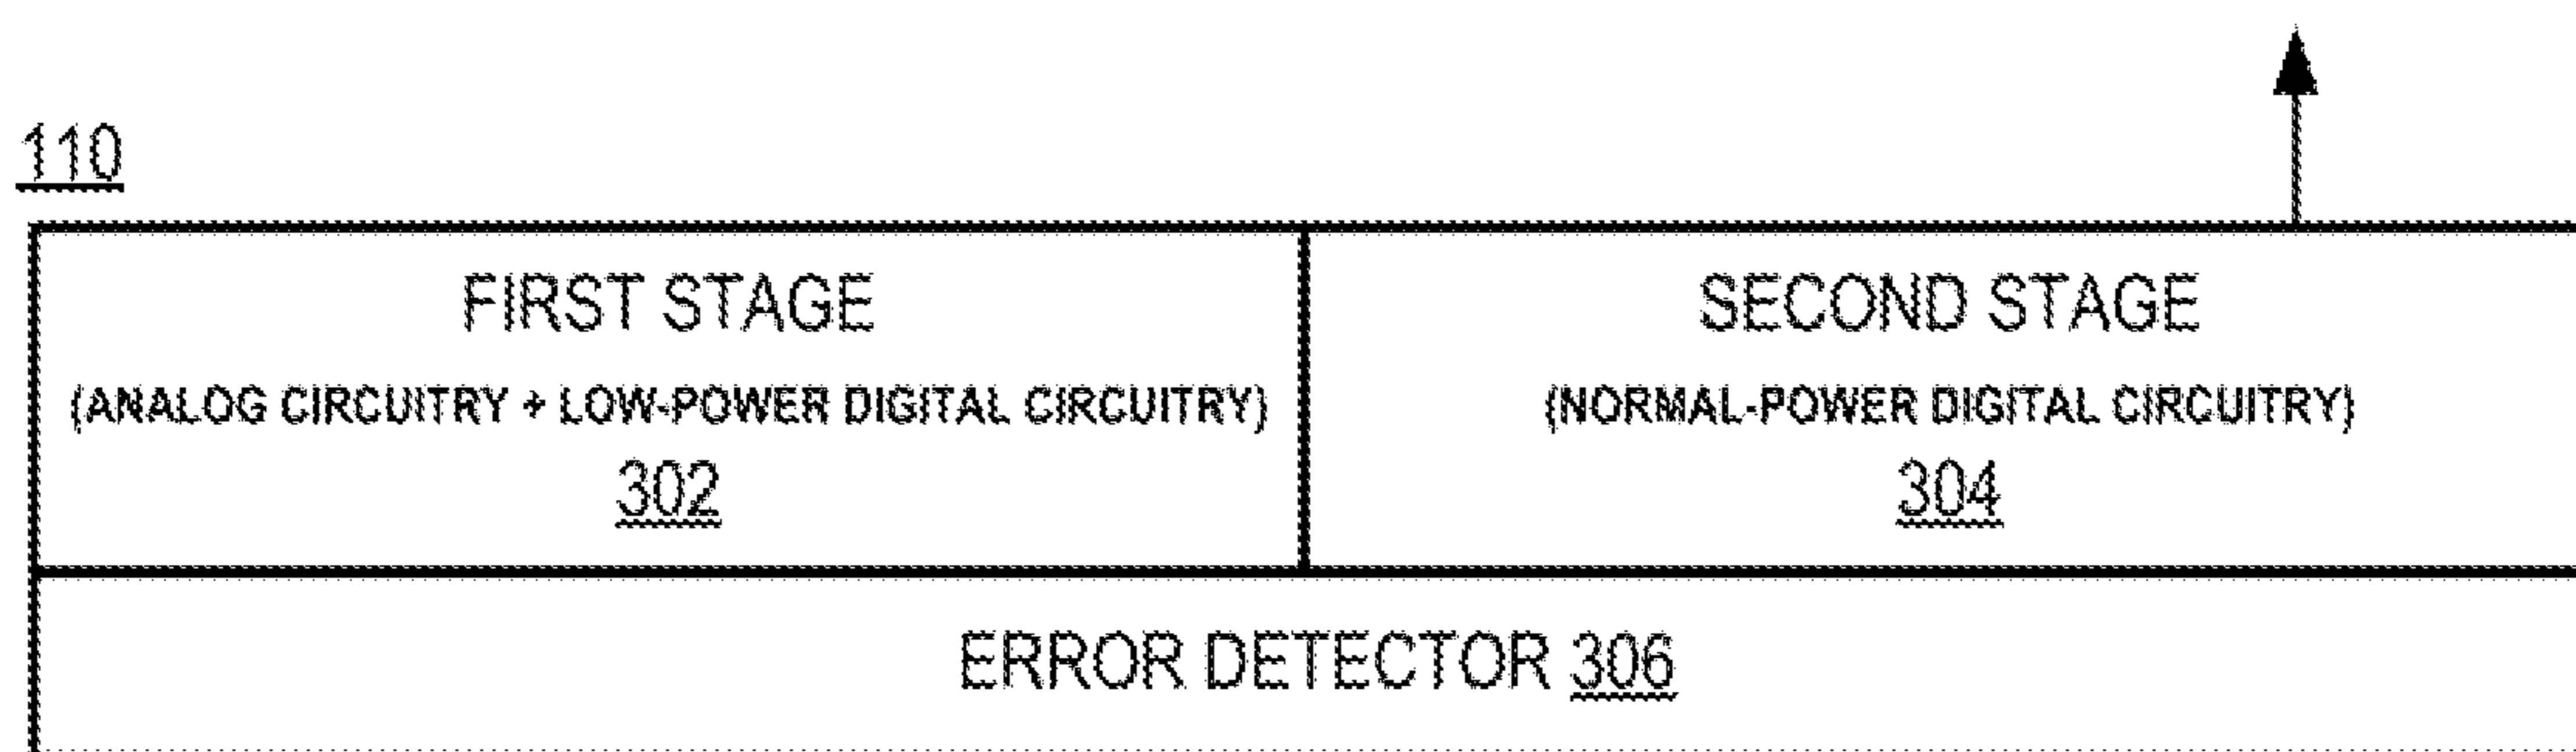 110
FIRST STAGE
(ANALOG CIRCUITRY + LOW-POWER DIGITAL CIRCUITRY)
302
SECOND STAGE
(NORMAL-POWER DIGITAL CIRCUITRY)
304
ERROR DETECTOR 306